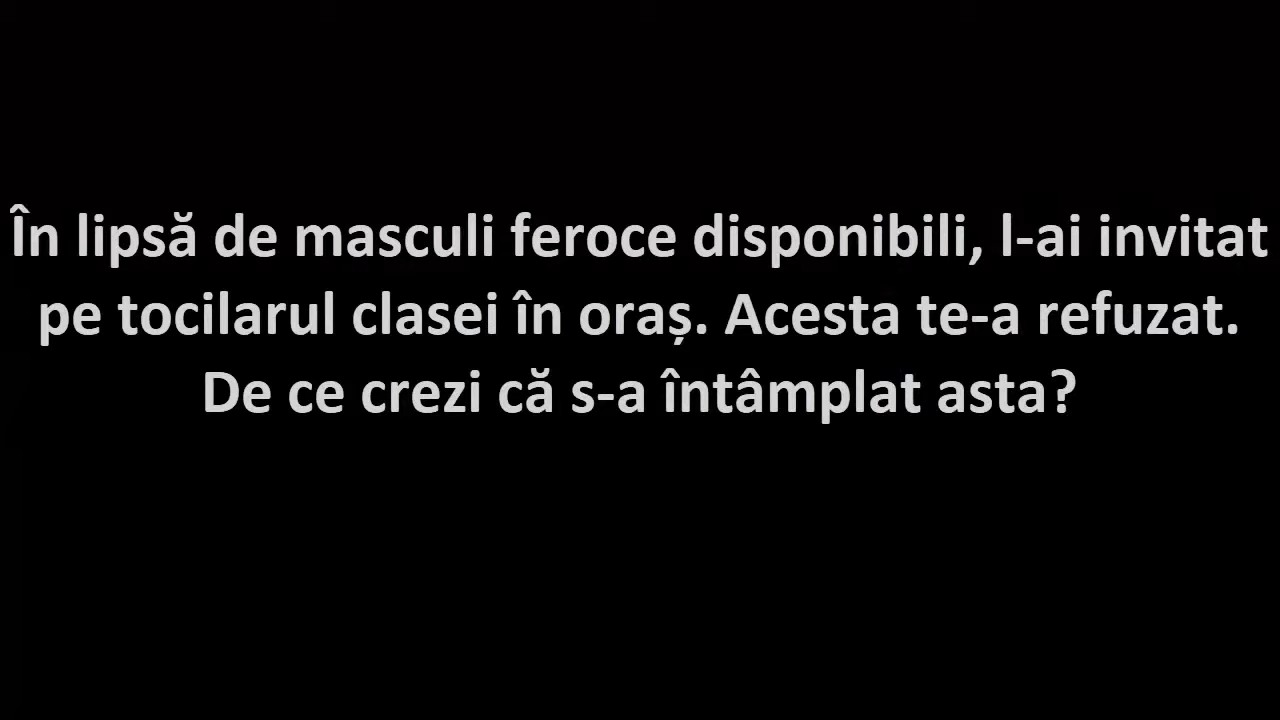 În lipsă de masculi feroce disponibili, l-ai invitat
pe tocilarul clasei în oraș. Acesta te-a refuzat.
De ce crezi că s-a întâmplat asta?